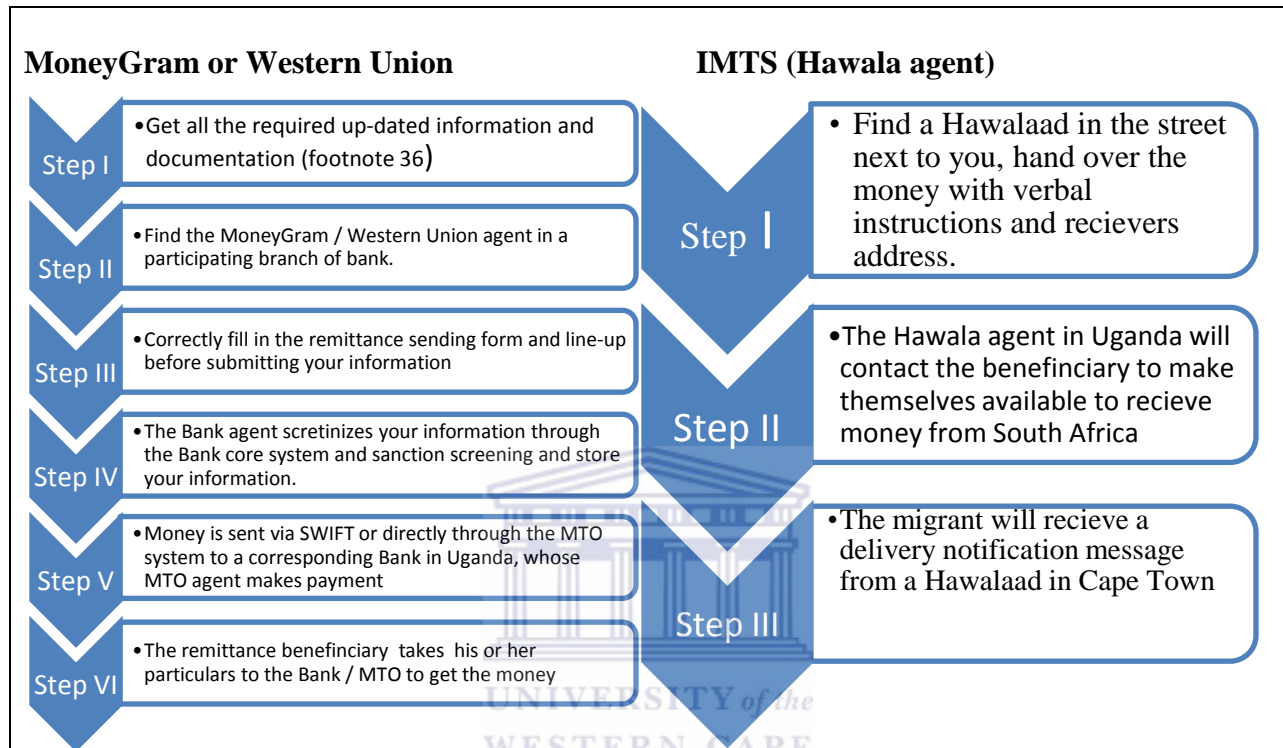 MoneyGram or Western Union
Step I
•Get all the required up-dated information and
documentation (footnote 36)
Step II
•Find the MoneyGram / Western Union agent in a
participating branch of bank.
Step III
•Correctly fill in the remittance sending form and line-up
before submitting your information
Step IV
•The Bank agent scretinizes your information through
the Bank core system and sanction screening and store
your information.
Step V
•Money is sent via SWIFT or directly through the MTO
system to a corresponding Bank in Uganda, whose
MTO agent makes payment
Step VI
•The remittance benefinciary takes his or her
particulars to the Bank / MTO to get the money
IMTS (Hawala agent)
Step I
• Find a Hawalaad in the street
next to you, hand over the
money with verbal
instructions and recievers
address.
Step II
•The Hawala agent in Uganda will
contact the benefinciary to make
themselves available to recieve
money from South Africa
Step III
•The migrant will recieve a
delivery notification message
from a Hawalaad in Cape Town
UNIVERSITY of the
WESTERN CAPE